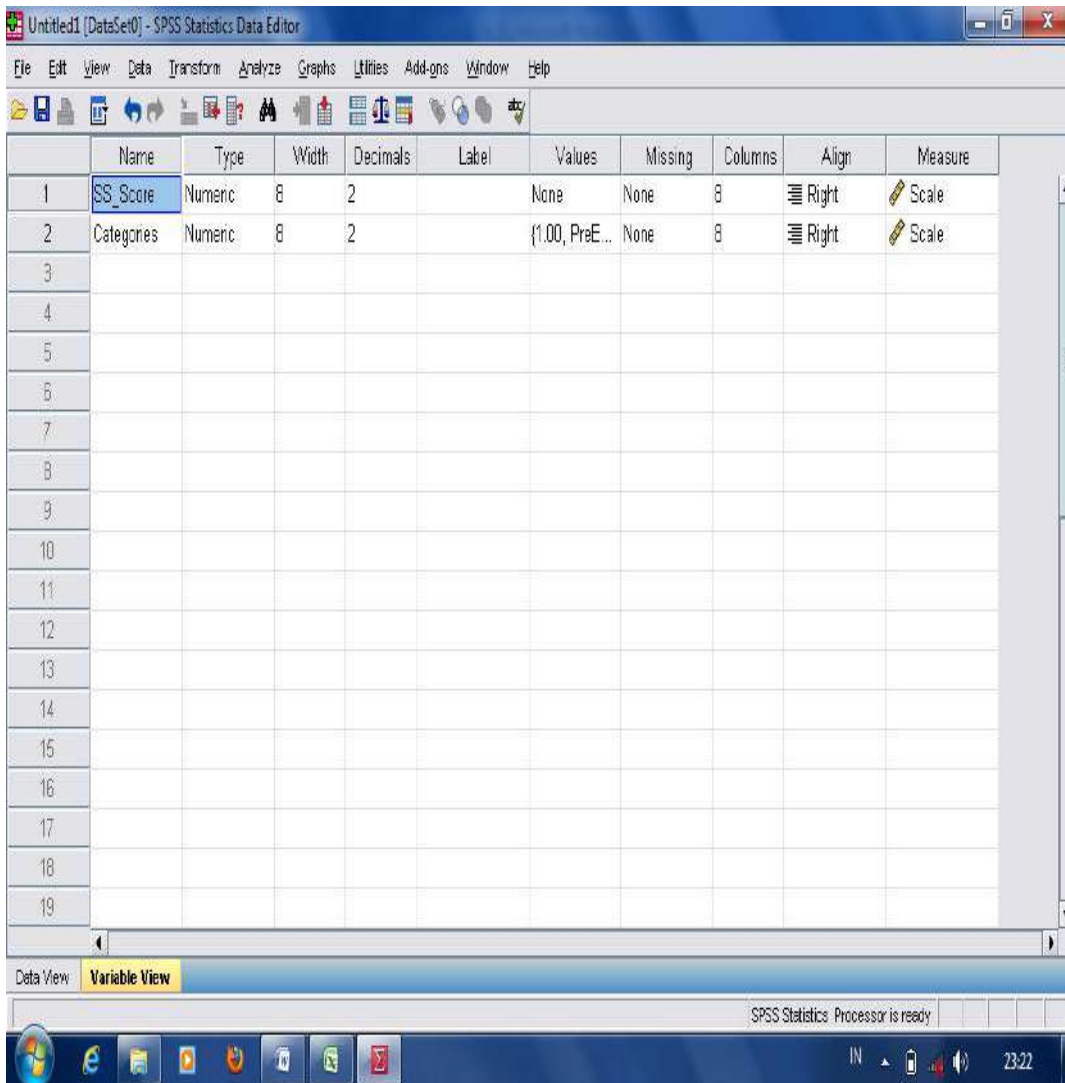 Untitled1 [DataSet0] - SPSS Statistics Data Editor
File Edit View Data Transform Analyze Graphs Utilities Add-ons Window Help
Name Type Width Decimals Label Values Missing Columns Align Measure
1 SS_Score Numeric 8 2 None None 8 Right Scale
2 Categories Numeric 8 2 {1.00, PreE... None 8 Right Scale
3
4
5
6
7
8
9
10
11
12
13
14
15
16
17
18
19
Data View Variable View
SPSS Statistics Processor is ready
IN 23:22